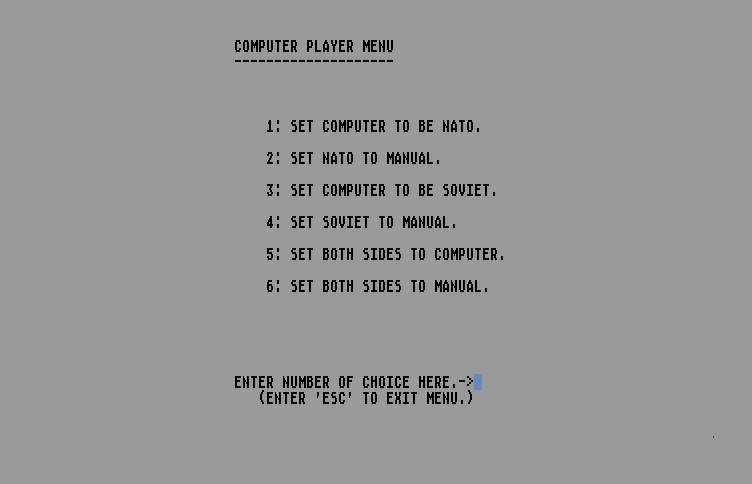 COMPUTER PLAYER MENU
--------------------
1: SET COMPUTER TO BE NATO.
2: SET NATO TO MANUAL.
3: SET COMPUTER TO BE SOVIET.
4: SET SOVIET TO MANUAL.
5: SET BOTH SIDES TO COMPUTER.
6: SET BOTH SIDES TO MANUAL.
ENTER NUMBER OF CHOICE HERE.->
(ENTER 'ESC' TO EXIT MENU.)